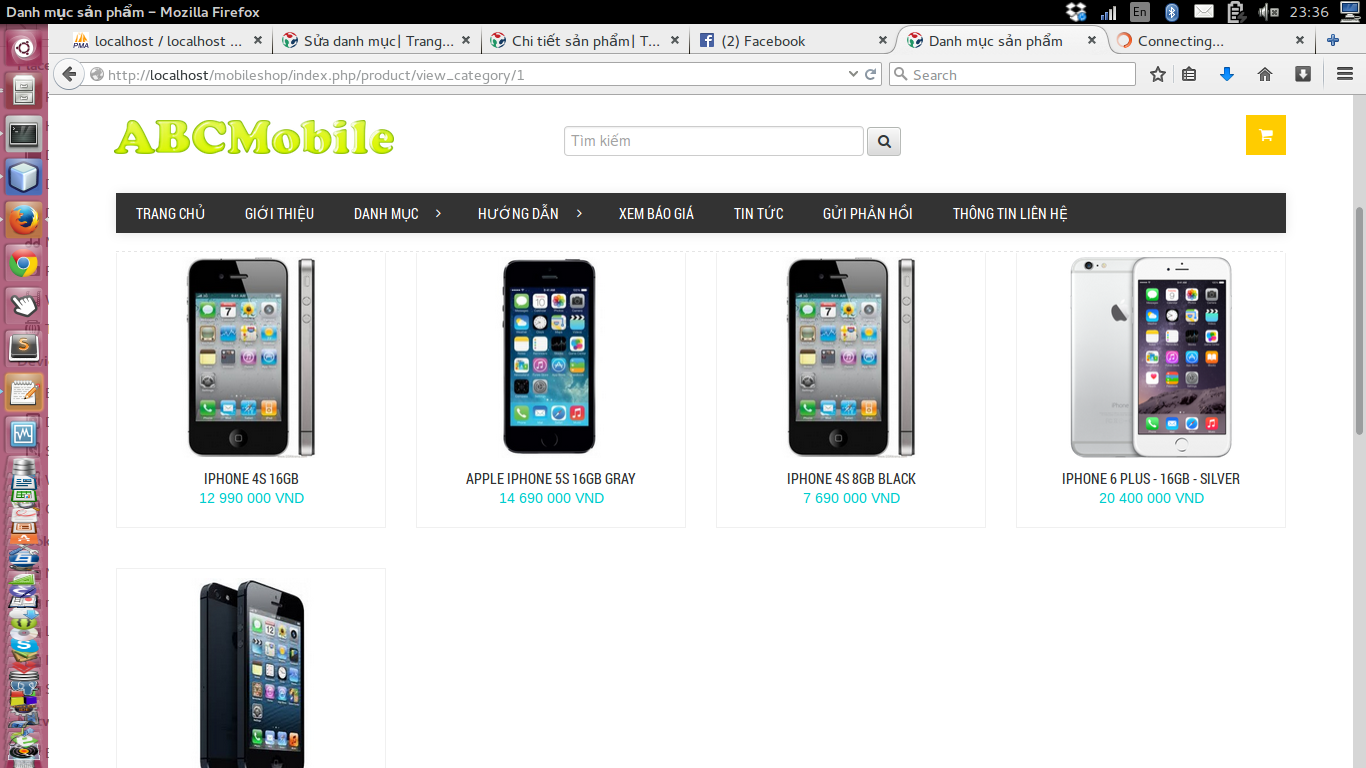 Danh mục sản phẩm – Mozilla Firefox
En
23:36
PMA localhost / localhost ...
Sửa danh mục| Trang...
Chi tiết sản phẩm| T...
(2) Facebook
Danh mục sản phẩm
Connecting...
http://localhost/mobileshop/index.php/product/view_category/1
Search
ABCMobile
Tìm kiếm
TRANG CHỦ GIỚI THIỆU DANH MỤC HƯỚNG DẪN XEM BÁO GIÁ TIN TỨC GỬI PHẢN HỒI THÔNG TIN LIÊN HỆ
IPHONE 4S 16GB
12 990 000 VND
APPLE IPHONE 5S 16GB GRAY
14 690 000 VND
IPHONE 4S 8GB BLACK
7 690 000 VND
IPHONE 6 PLUS - 16GB - SILVER
20 400 000 VND